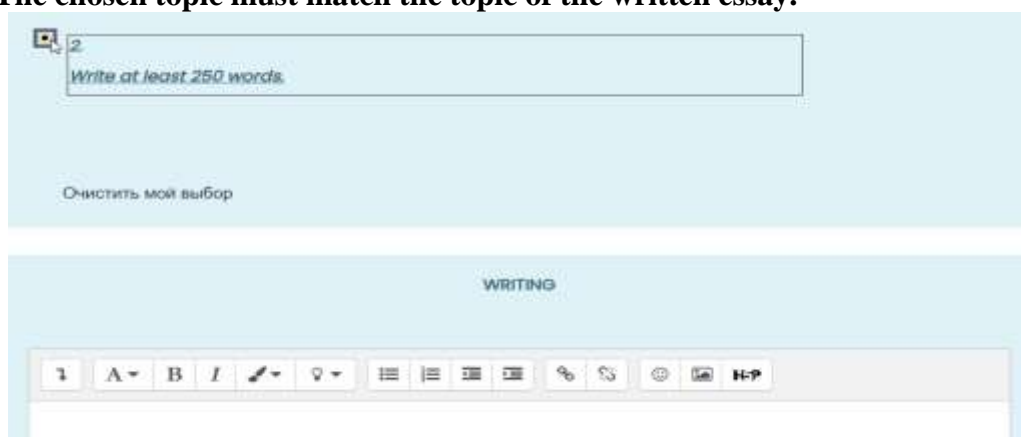 The chosen topic must match the topic of the written essay.
2.
Write at least 250 words.
Очистить мой выбор
WRITING
A B I H-P